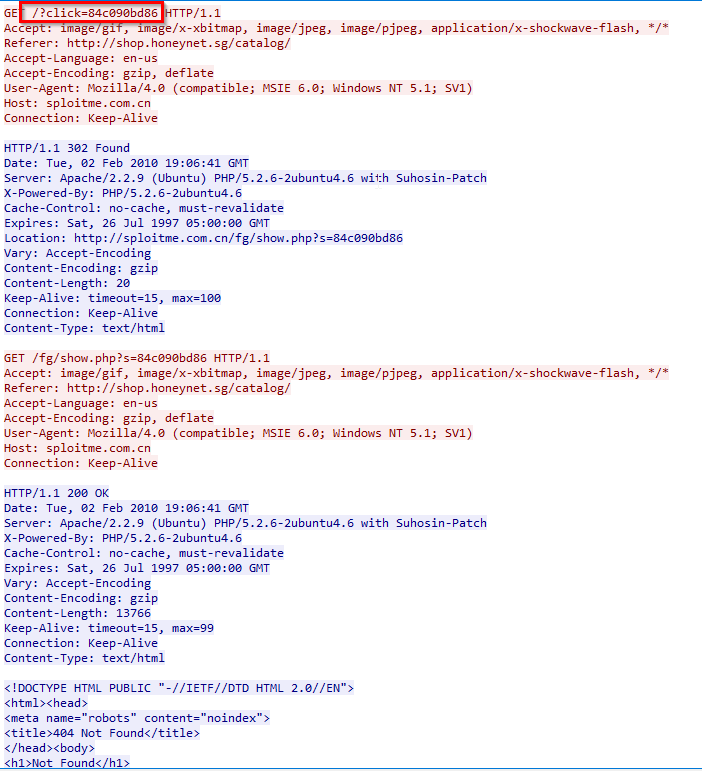 GET /?click=84c090bd86 HTTP/1.1
Accept: image/gif, image/x-xbitmap, image/jpeg, image/pjpeg, application/x-shockwave-flash, */*
Referer: http://shop.honeynet.sg/catalog/
Accept-Language: en-us
Accept-Encoding: gzip, deflate
User-Agent: Mozilla/4.0 (compatible; MSIE 6.0; Windows NT 5.1; SV1)
Host: sploitme.com.cn
Connection: Keep-Alive

HTTP/1.1 302 Found
Date: Tue, 02 Feb 2010 19:06:41 GMT
Server: Apache/2.2.9 (Ubuntu) PHP/5.2.6-2ubuntu4.6 with Suhosin-Patch
X-Powered-By: PHP/5.2.6-2ubuntu4.6
Cache-Control: no-cache, must-revalidate
Expires: Sat, 26 Jul 1997 05:00:00 GMT
Location: http://sploitme.com.cn/fg/show.php?s=84c090bd86
Vary: Accept-Encoding
Content-Encoding: gzip
Content-Length: 20
Keep-Alive: timeout=15, max=100
Connection: Keep-Alive
Content-Type: text/html

GET /fg/show.php?s=84c090bd86 HTTP/1.1
Accept: image/gif, image/x-xbitmap, image/jpeg, image/pjpeg, application/x-shockwave-flash, */*
Referer: http://shop.honeynet.sg/catalog/
Accept-Language: en-us
Accept-Encoding: gzip, deflate
User-Agent: Mozilla/4.0 (compatible; MSIE 6.0; Windows NT 5.1; SV1)
Host: sploitme.com.cn
Connection: Keep-Alive

HTTP/1.1 200 OK
Date: Tue, 02 Feb 2010 19:06:41 GMT
Server: Apache/2.2.9 (Ubuntu) PHP/5.2.6-2ubuntu4.6 with Suhosin-Patch
X-Powered-By: PHP/5.2.6-2ubuntu4.6
Cache-Control: no-cache, must-revalidate
Expires: Sat, 26 Jul 1997 05:00:00 GMT
Vary: Accept-Encoding
Content-Encoding: gzip
Content-Length: 13766
Keep-Alive: timeout=15, max=99
Connection: Keep-Alive
Content-Type: text/html

<!DOCTYPE HTML PUBLIC "-//IETF//DTD HTML 2.0//EN">
<html><head>
<meta name="robots" content="noindex">
<title>404 Not Found</title>
</head><body>
<h1>Not Found</h1>